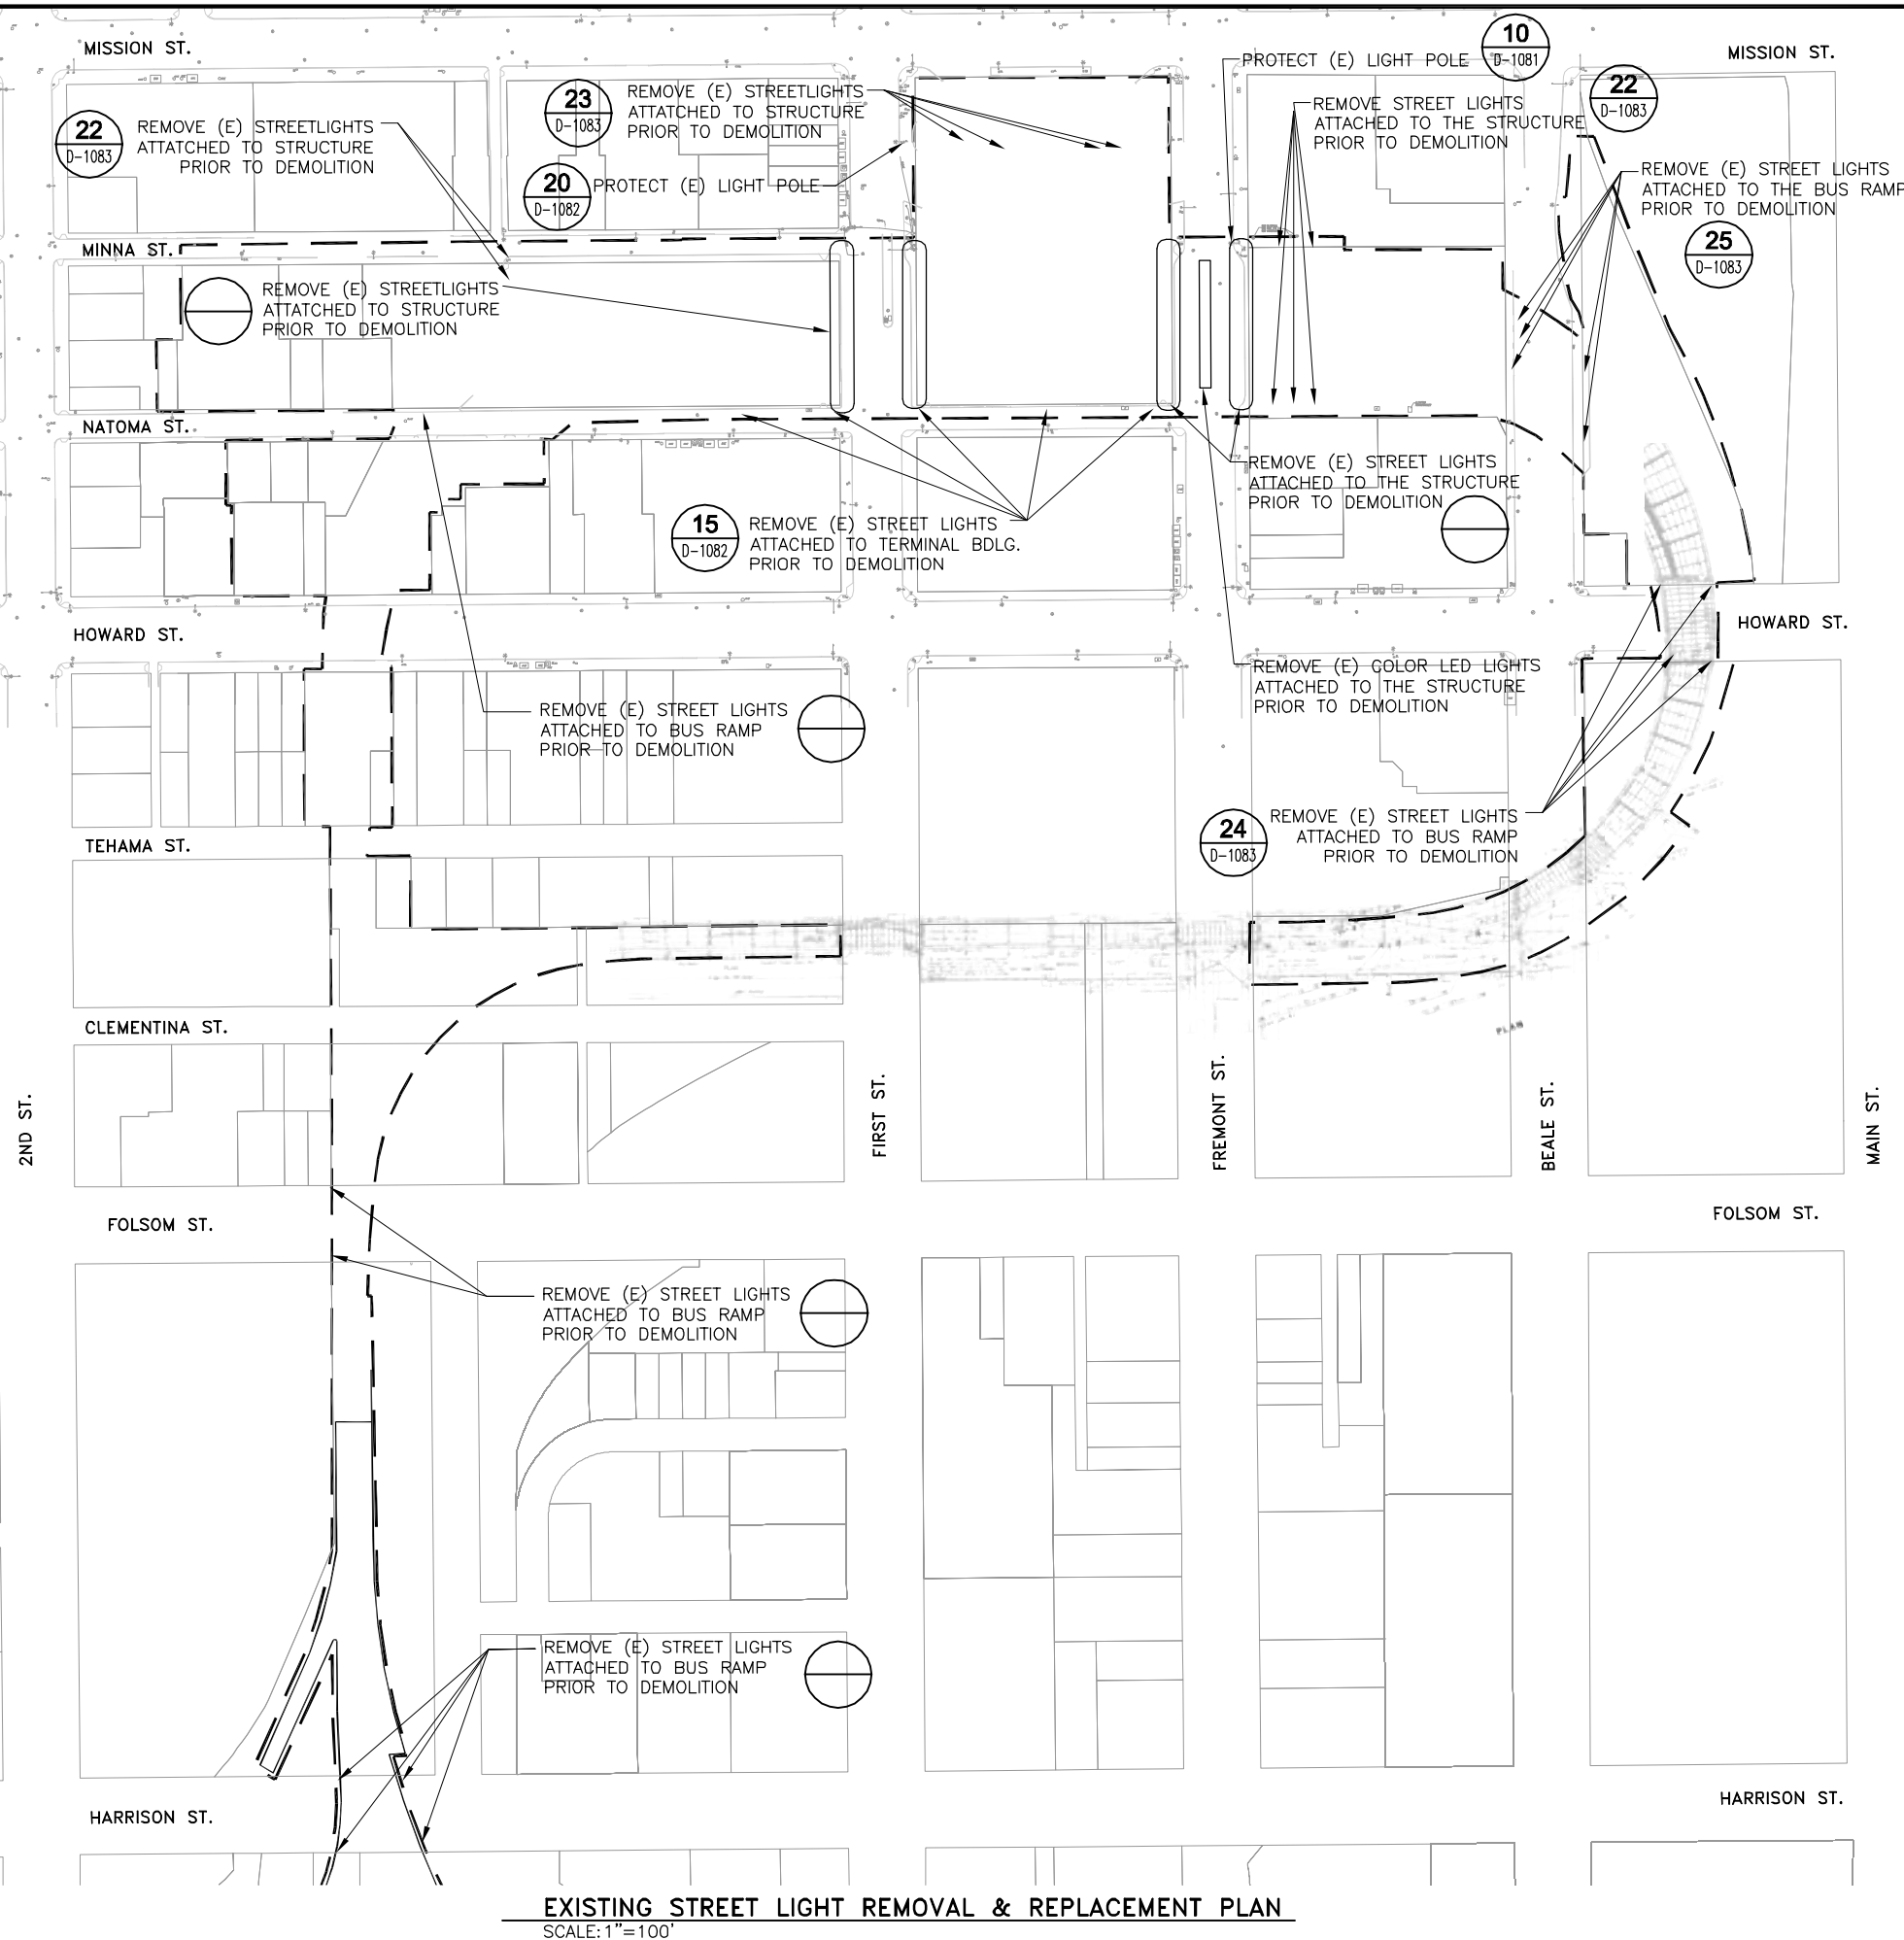 MISSION ST.
MISSION ST.
10
D-1081
PROTECT (E) LIGHT POLE
23
D-1083
REMOVE (E) STREETLIGHTS
ATTATCHED TO STRUCTURE
PRIOR TO DEMOLITION
22
D-1083
REMOVE (E) STREETLIGHTS
ATTATCHED TO STRUCTURE
PRIOR TO DEMOLITION
REMOVE STREET LIGHTS
ATTACHED TO THE STRUCTURE
PRIOR TO DEMOLITION
22
D-1083
20
D-1082
PROTECT (E) LIGHT POLE
REMOVE (E) STREET LIGHTS
ATTACHED TO THE BUS RAMP
PRIOR TO DEMOLITION
25
D-1083
MINNA ST.
REMOVE (E) STREETLIGHTS
ATTATCHED TO STRUCTURE
PRIOR TO DEMOLITION
NATOMA ST.
REMOVE (E) STREET LIGHTS
ATTACHED TO THE STRUCTURE
PRIOR TO DEMOLITION
15
D-1082
REMOVE (E) STREET LIGHTS
ATTACHED TO TERMINAL BDLG.
PRIOR TO DEMOLITION
HOWARD ST.
HOWARD ST.
REMOVE (E) COLOR LED LIGHTS
ATTACHED TO THE STRUCTURE
PRIOR TO DEMOLITION
REMOVE (E) STREET LIGHTS
ATTACHED TO BUS RAMP
PRIOR TO DEMOLITION
24
D-1083
REMOVE (E) STREET LIGHTS
ATTACHED TO BUS RAMP
PRIOR TO DEMOLITION
TEHAMA ST.
CLEMENTINA ST.
PLAN
2ND ST.
FIRST ST.
FREMONT ST.
BEALE ST.
MAIN ST.
FOLSOM ST.
FOLSOM ST.
REMOVE (E) STREET LIGHTS
ATTACHED TO BUS RAMP
PRIOR TO DEMOLITION
REMOVE (E) STREET LIGHTS
ATTACHED TO BUS RAMP
PRIOR TO DEMOLITION
HARRISON ST.
HARRISON ST.
EXISTING STREET LIGHT REMOVAL & REPLACEMENT PLAN
SCALE: 1"=100'